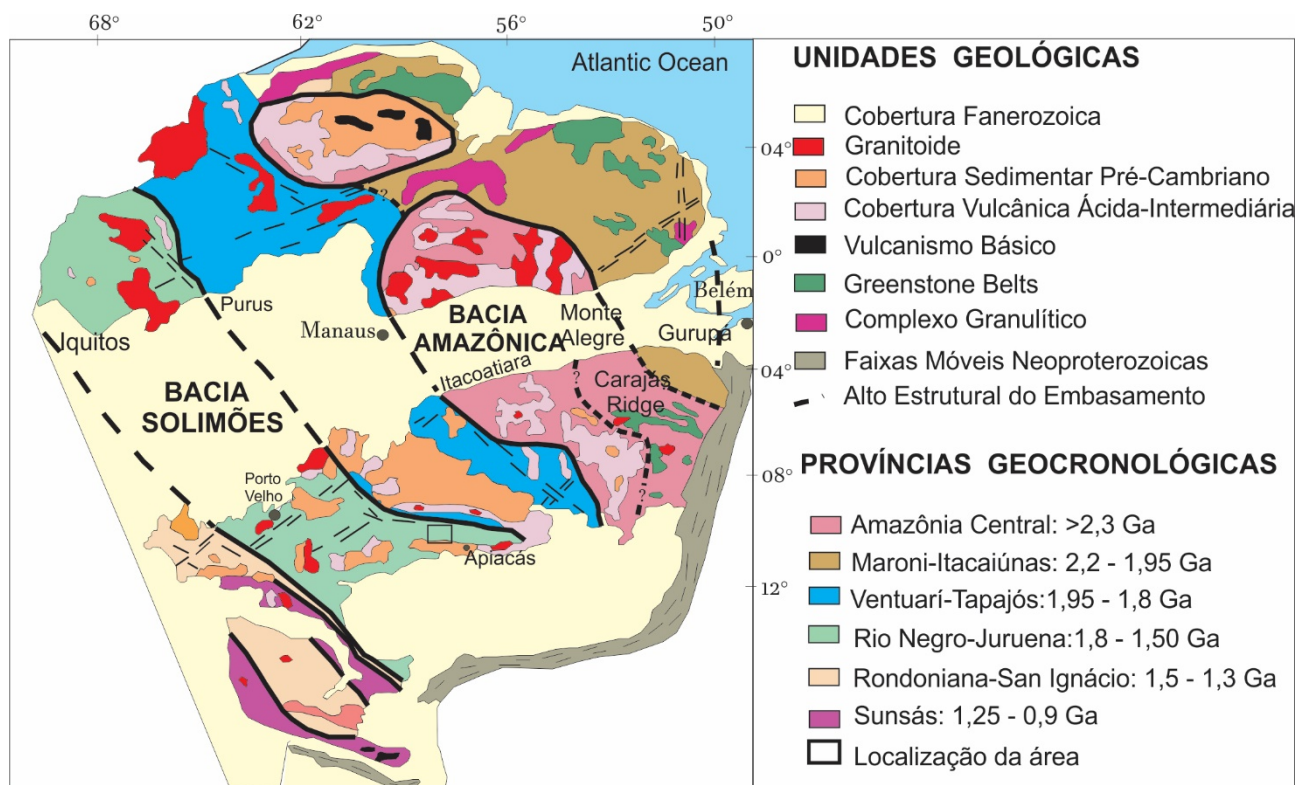 68° 62° 56° 50°
Atlantic Ocean
04°
?
0°
Purus
Belém
Manaus
BACIA
AMAZÔNICA
Monte
Alegre
Gurupá
Iquitos
Itacoatiara
04°
?
Carajás
Ridge
BACIA
SOLIMÕES
08°
Porto
Velho
?
Apiacás
12°
UNIDADES GEOLÓGICAS
Cobertura Fanerozoica
Granitoide
Cobertura Sedimentar Pré-Cambriano
Cobertura Vulcânica Ácida-Intermediária
Vulcanismo Básico
Greenstone Belts
Complexo Granulítico
Faixas Móveis Neoproterozoicas
Alto Estrutural do Embasamento
PROVÍNCIAS GEOCRONOLÓGICAS
Amazônia Central: >2,3 Ga
Maroni-Itacaiúnas: 2,2 - 1,95 Ga
Ventuarí-Tapajós:1,95 - 1,8 Ga
Rio Negro-Juruena:1,8 - 1,50 Ga
Rondoniana-San Ignácio: 1,5 - 1,3 Ga
Sunsás: 1,25 - 0,9 Ga
Localização da área